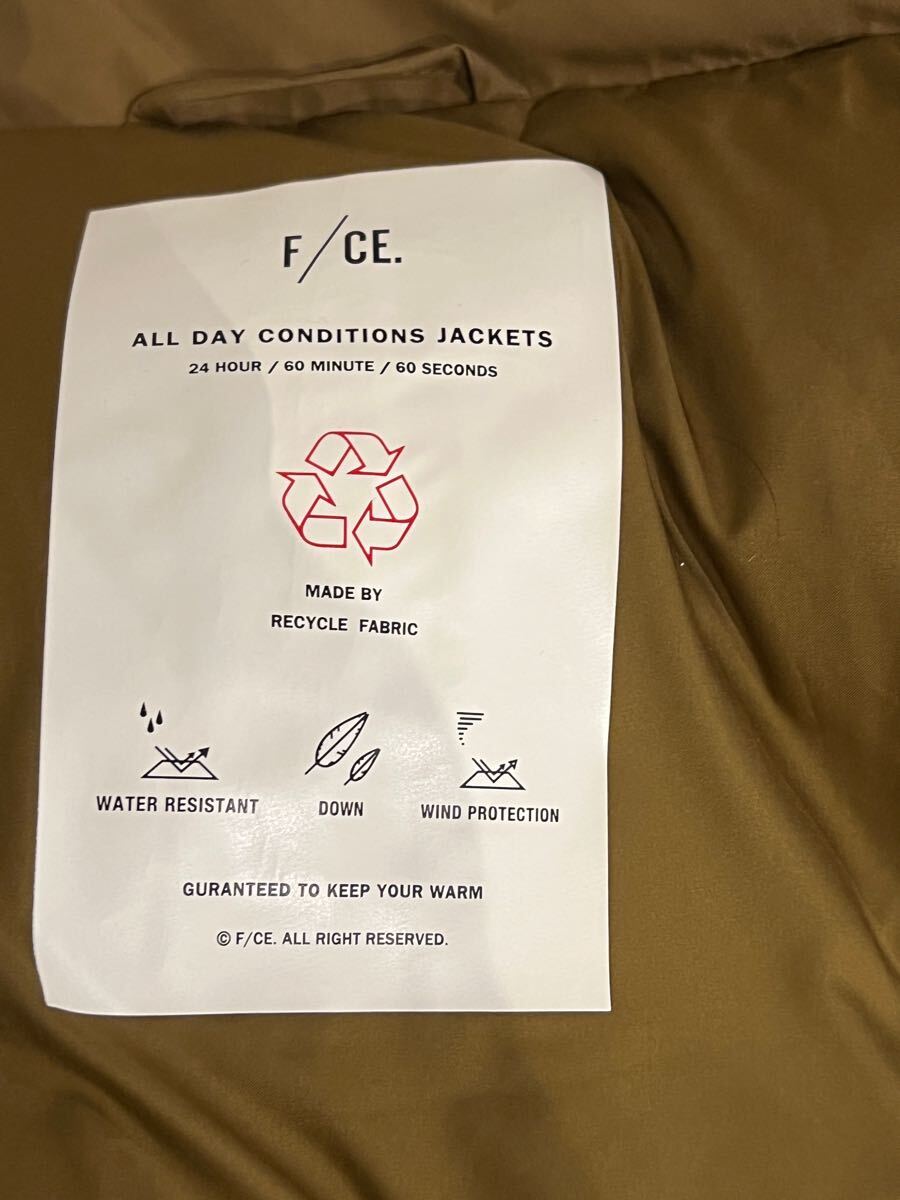 F/CE.
ALL DAY CONDITIONS JACKETS
24 HOUR / 60 MINUTE / 60 SECONDS
MADE BY
RECYCLE FABRIC
WATER RESISTANT
DOWN
WIND PROTECTION
GURANTEED TO KEEP YOUR WARM
© F/CE. ALL RIGHT RESERVED.